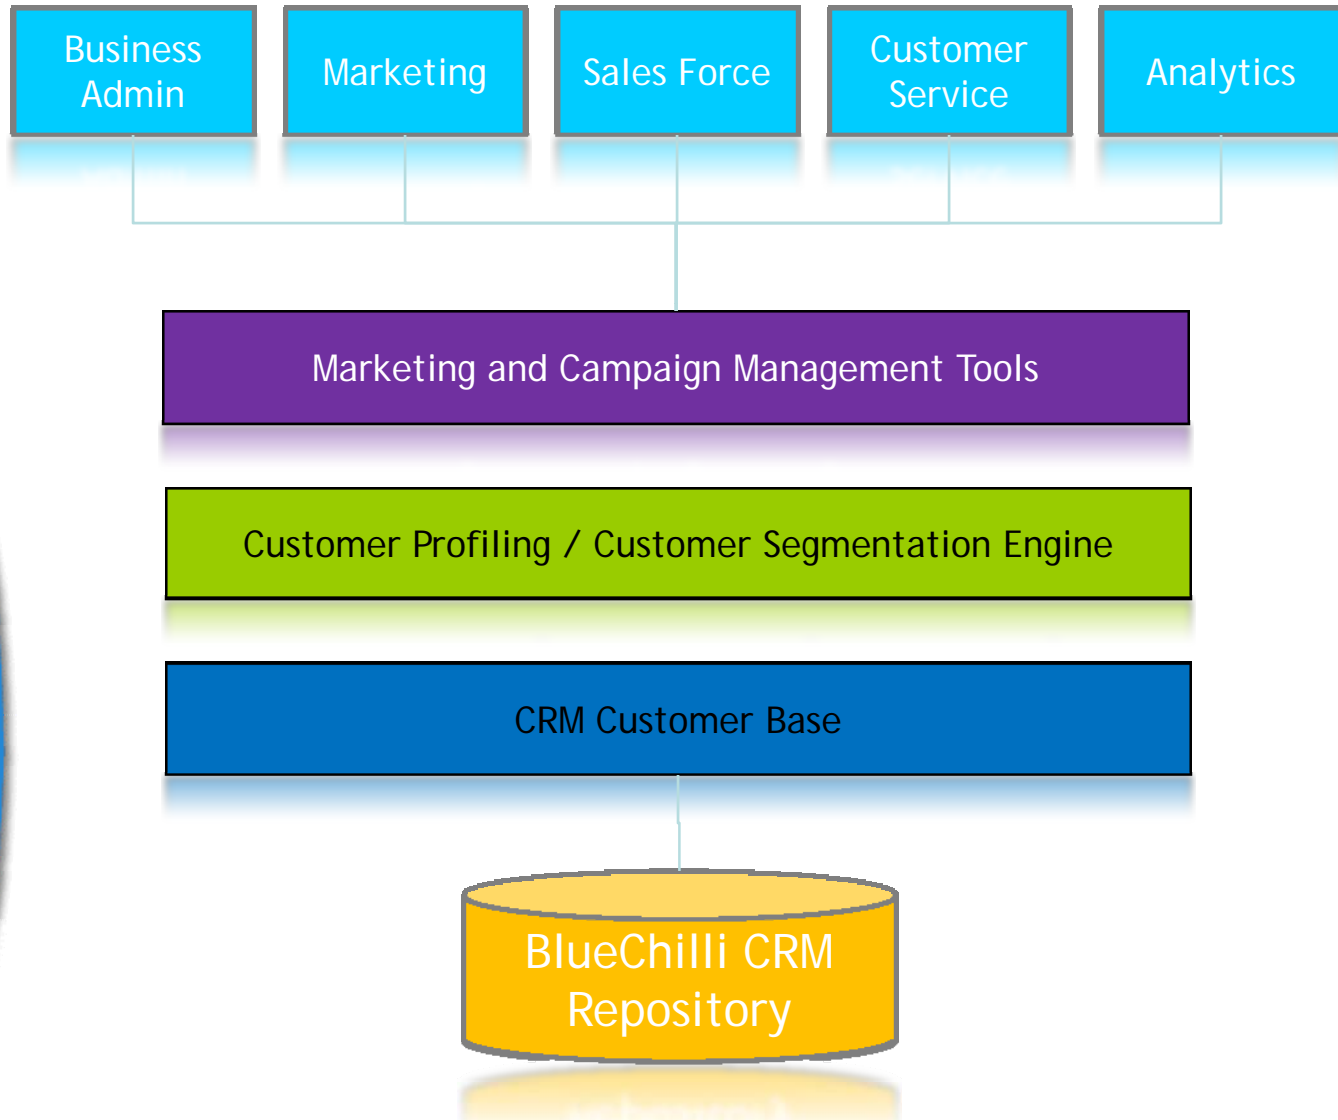 Business
Admin
Marketing
Sales Force
Customer
Service
Analytics
Marketing and Campaign Management Tools
Customer Profiling / Customer Segmentation Engine
CRM Customer Base
BlueChilli CRM
Repository